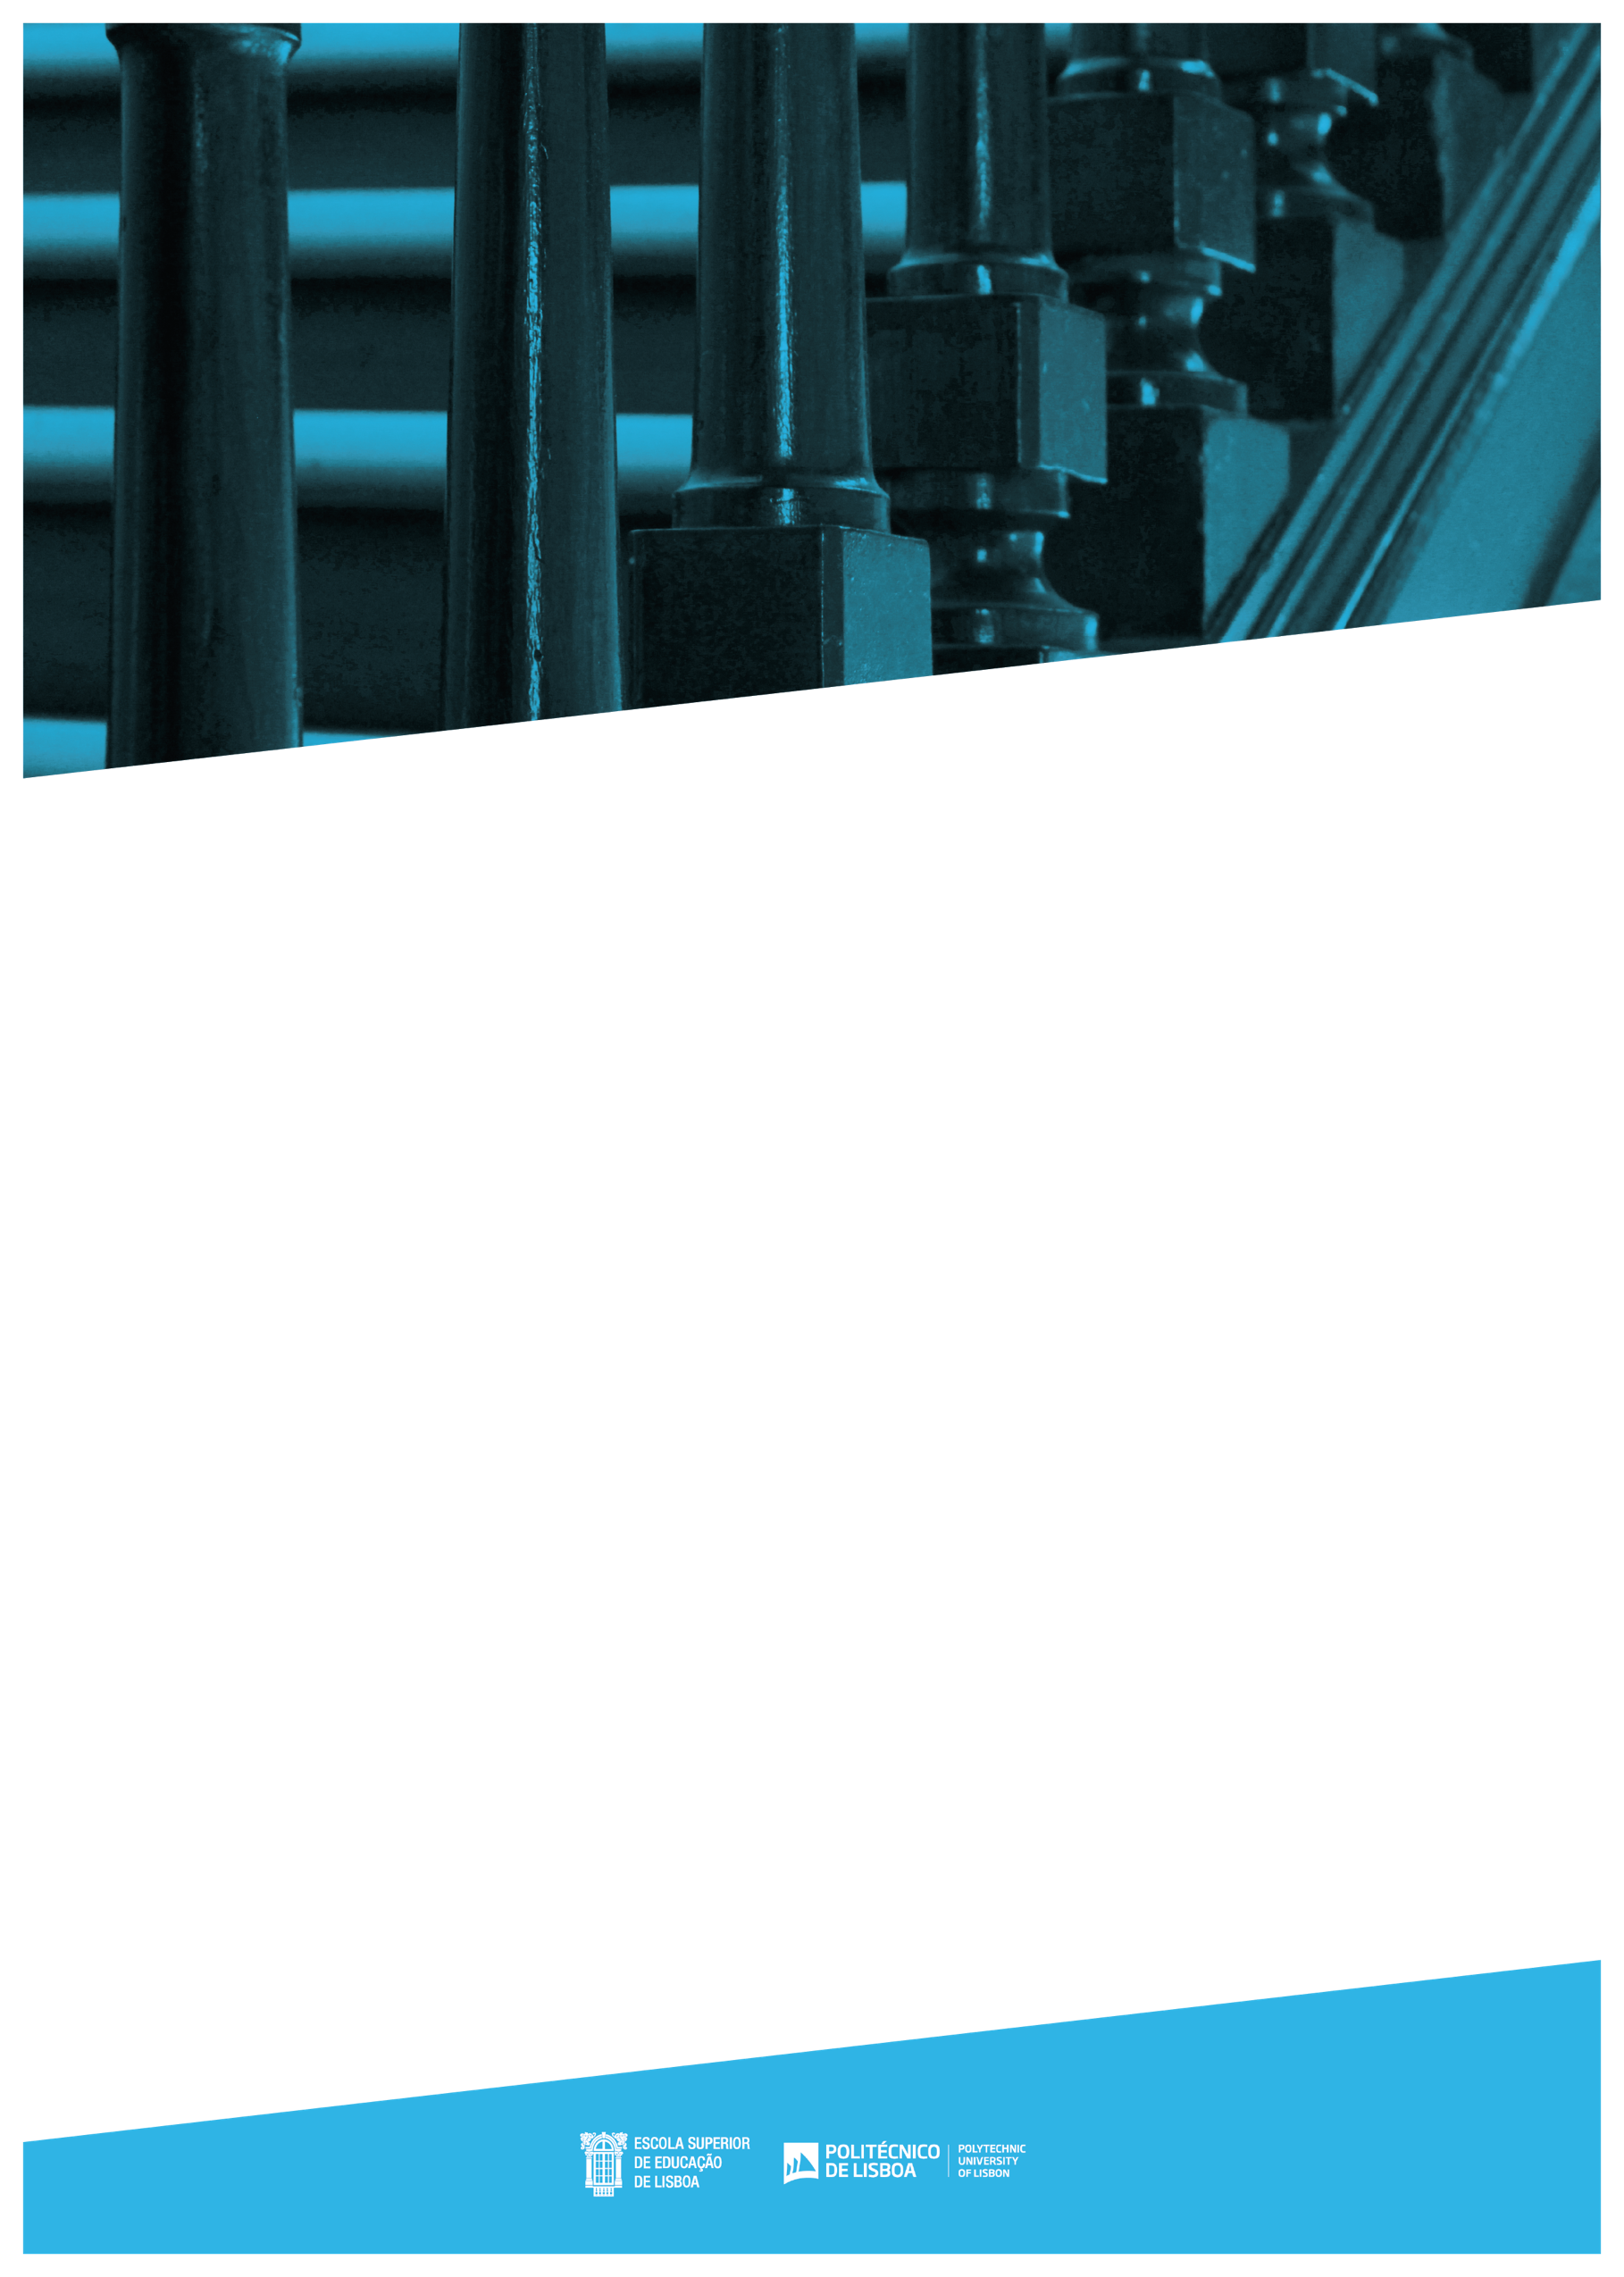 ESCOLA SUPERIOR
DE EDUCAÇÃO
DE LISBOA
POLITÉCNICO
DE LISBOA
POLYTECHNIC
UNIVERSITY
OF LISBON